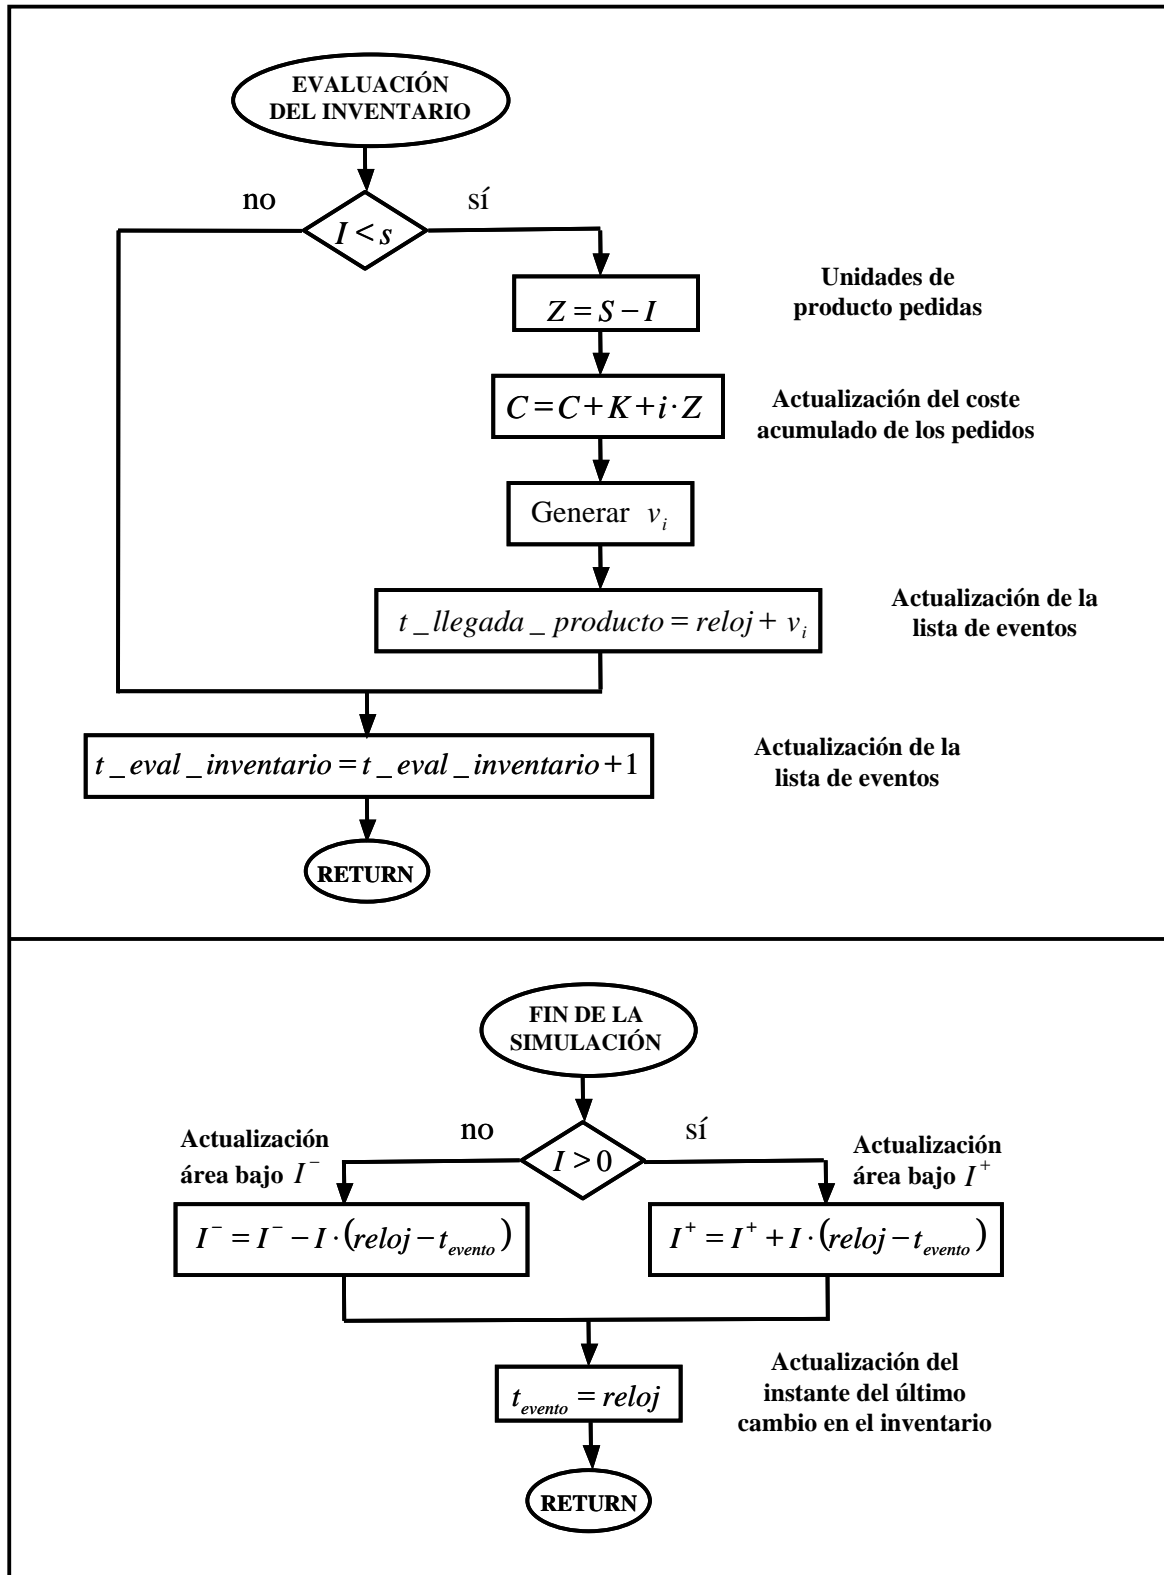 EVALUACIÓN
DEL INVENTARIO
no
sí
I < s
Z = S − I
Unidades de
producto pedidas
C = C + K + i · Z
Actualización del coste
acumulado de los pedidos
Generar v_i
t _ llegada _ producto = reloj + v_i
Actualización de la
lista de eventos
t _ eval _ inventario = t _ eval _ inventario + 1
Actualización de la
lista de eventos
RETURN
FIN DE LA
SIMULACIÓN
no
sí
I > 0
Actualización
área bajo I⁻
Actualización
área bajo I⁺
I⁻ = I⁻ − I · (reloj − t_evento)
I⁺ = I⁺ + I · (reloj − t_evento)
t_evento = reloj
Actualización del
instante del último
cambio en el inventario
RETURN